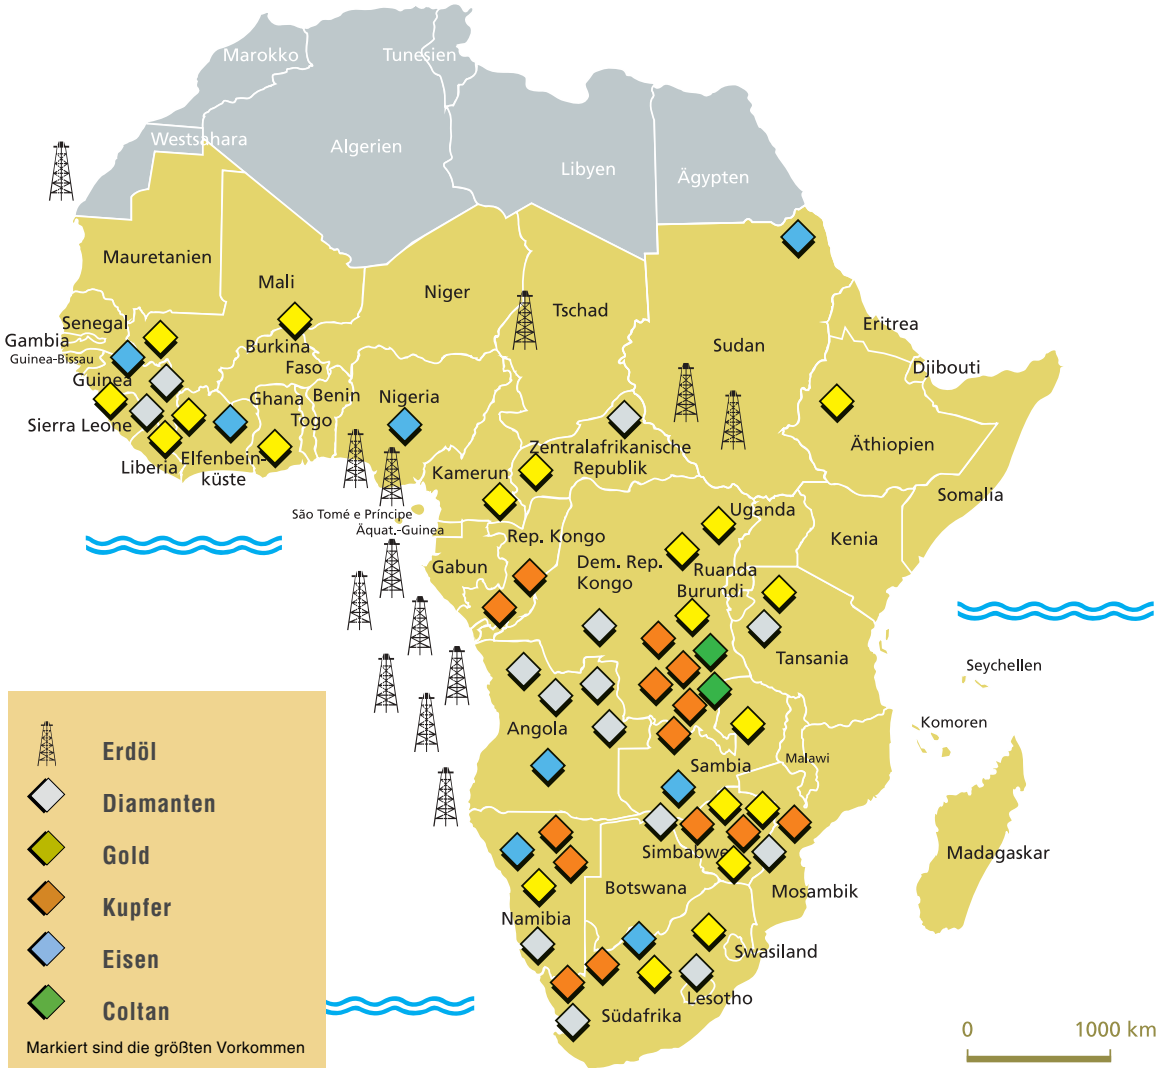 Marokko
Tunesien
Westsahara
Algerien
Libyen
Ägypten
Mauretanien
Mali
Niger
Tschad
Sudan
Eritrea
Senegal
Gambia
Guinea-Bissau
Burkina
Faso
Djibouti
Guinea
Ghana
Benin
Nigeria
Togo
Sierra Leone
Äthiopien
Liberia
Elfenbein-
küste
Zentralafrikanische
Republik
Kamerun
Somalia
São Tomé e Príncipe
Äquat.-Guinea
Uganda
Kenia
Rep. Kongo
Gabun
Dem. Rep.
Kongo
Ruanda
Burundi
Tansania
Seychellen
Angola
Komoren
Sambia
Malawi
Simbabwe
Madagaskar
Botswana
Mosambik
Namibia
Swasiland
Lesotho
Südafrika
Erdöl
Diamanten
Gold
Kupfer
Eisen
Coltan
Markiert sind die größten Vorkommen
0 1000 km